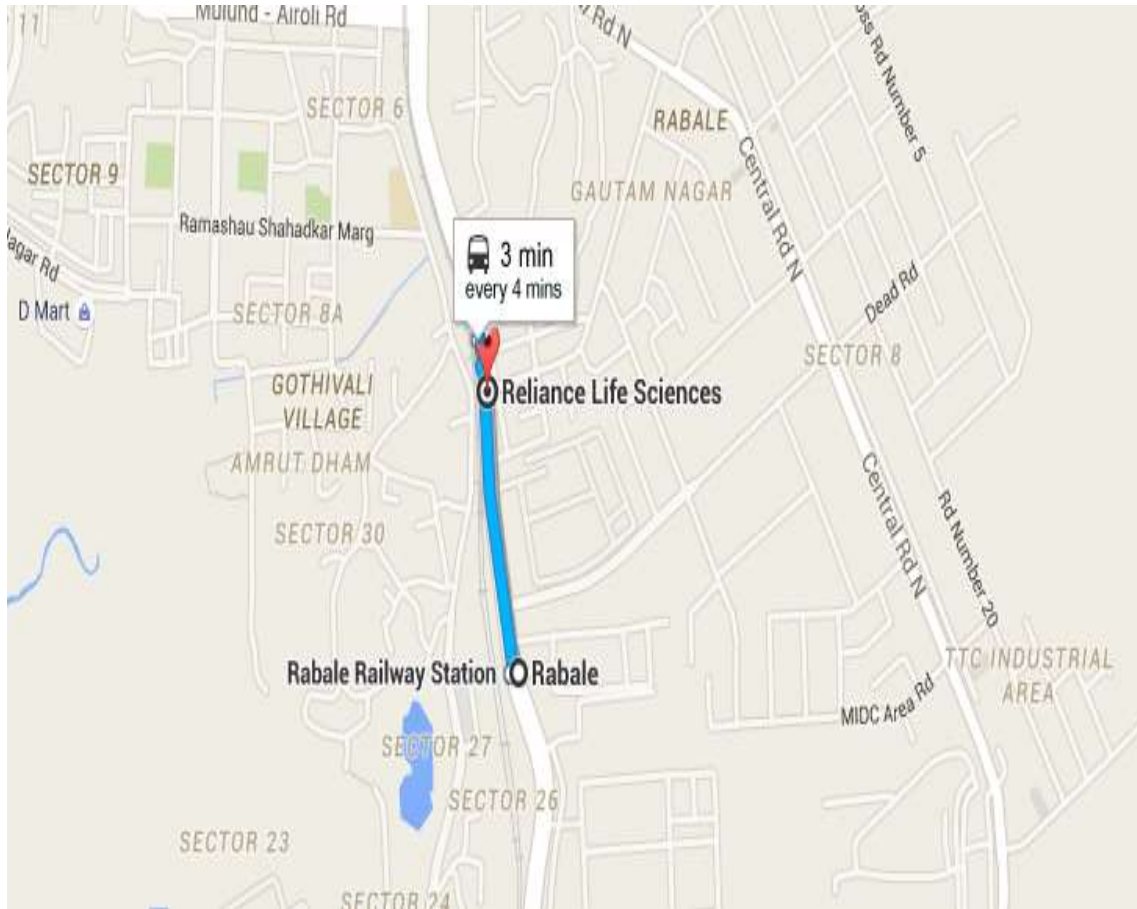 11
Mulund - Airoli Rd
Rd N
Rd Number 5
SECTOR 6
RABALE
SECTOR 9
Central Rd N
GAUTAM NAGAR
Ramashau Shahadkar Marg
Nagar Rd
3 min
every 4 mins
Dead Rd
D Mart
SECTOR 8A
SECTOR 8
GOTHIVALI
VILLAGE
Reliance Life Sciences
AMRUT DHAM
Central Rd N
SECTOR 30
Rd Number 20
Rabale Railway Station
Rabale
TTC INDUSTRIAL
AREA
MIDC Area Rd
SECTOR 27
SECTOR 26
SECTOR 23
SECTOR 24